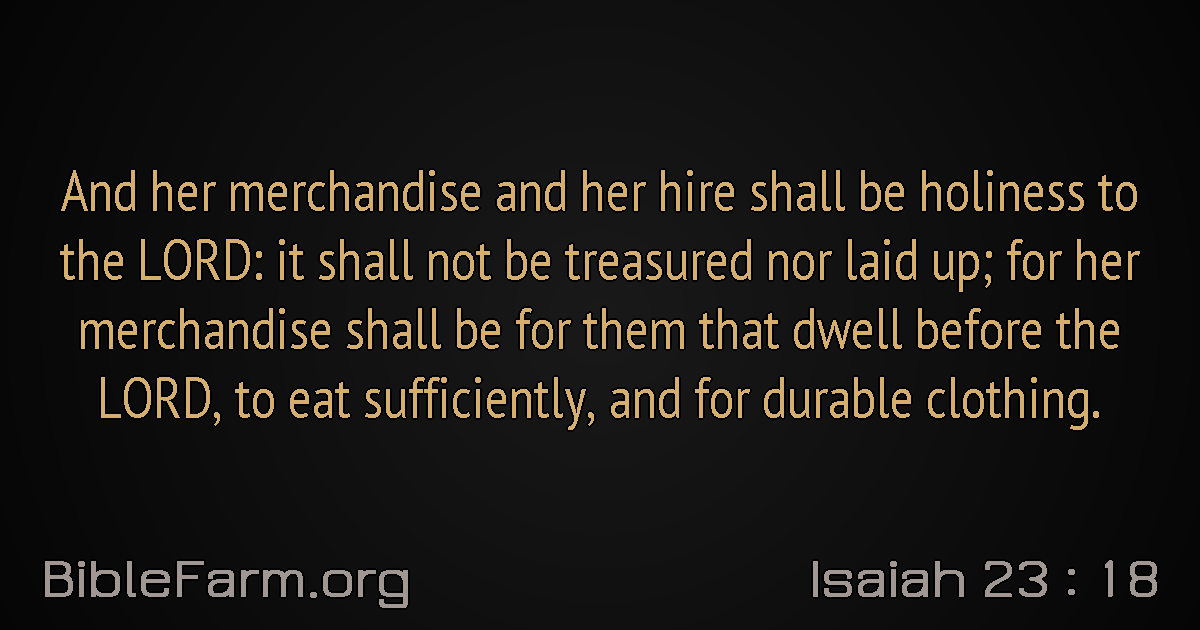 And her merchandise and her hire shall be holiness to
the LORD: it shall not be treasured nor laid up; for her
merchandise shall be for them that dwell before the
LORD, to eat sufficiently, and for durable clothing.
BibleFarm.org
Isaiah 23 : 18